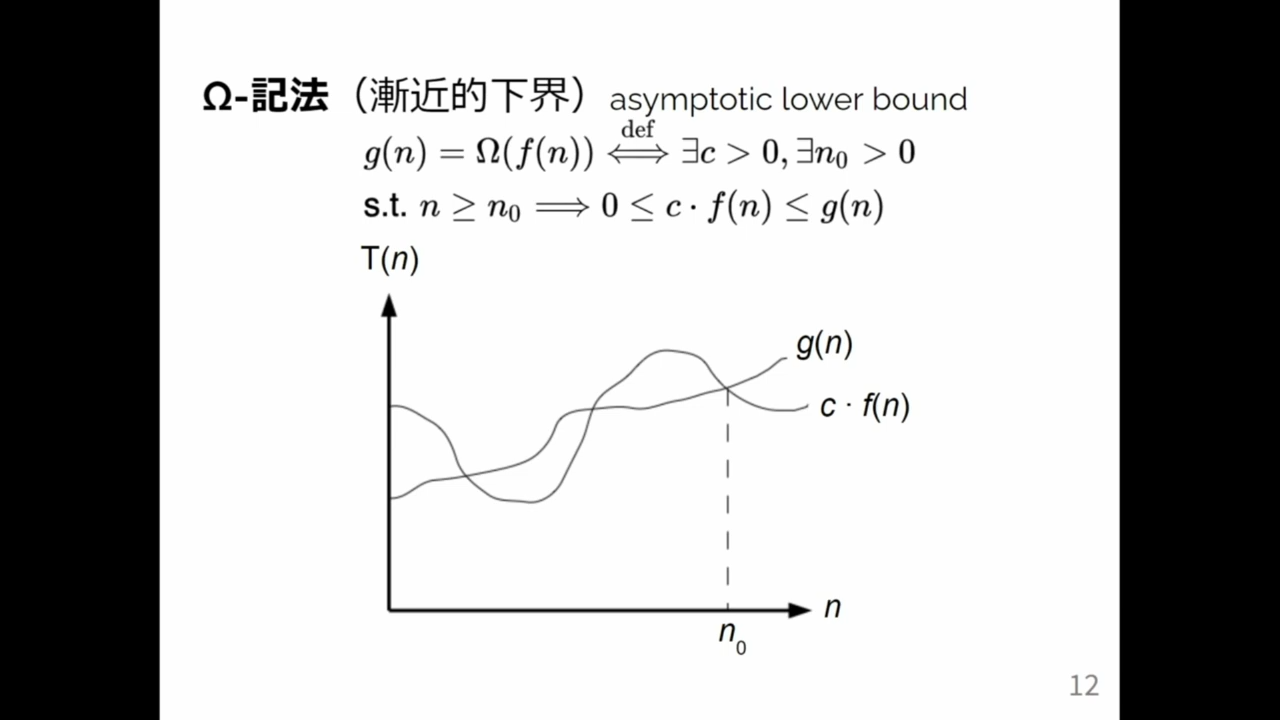 Ω-記法（漸近的下界）asymptotic lower bound
g(n) = Ω(f(n)) ⟺ def ∃c > 0, ∃n₀ > 0
s.t. n ≥ n₀ ⟹ 0 ≤ c · f(n) ≤ g(n)
T(n)
g(n)
c · f(n)
n
n₀
12